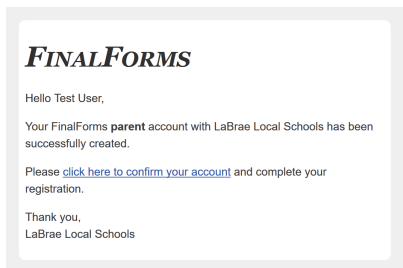 FINALFORMS
Hello Test User,
Your FinalForms parent account with LaBrae Local Schools has been
successfully created.
Please click here to confirm your account and complete your
registration.
Thank you,
LaBrae Local Schools